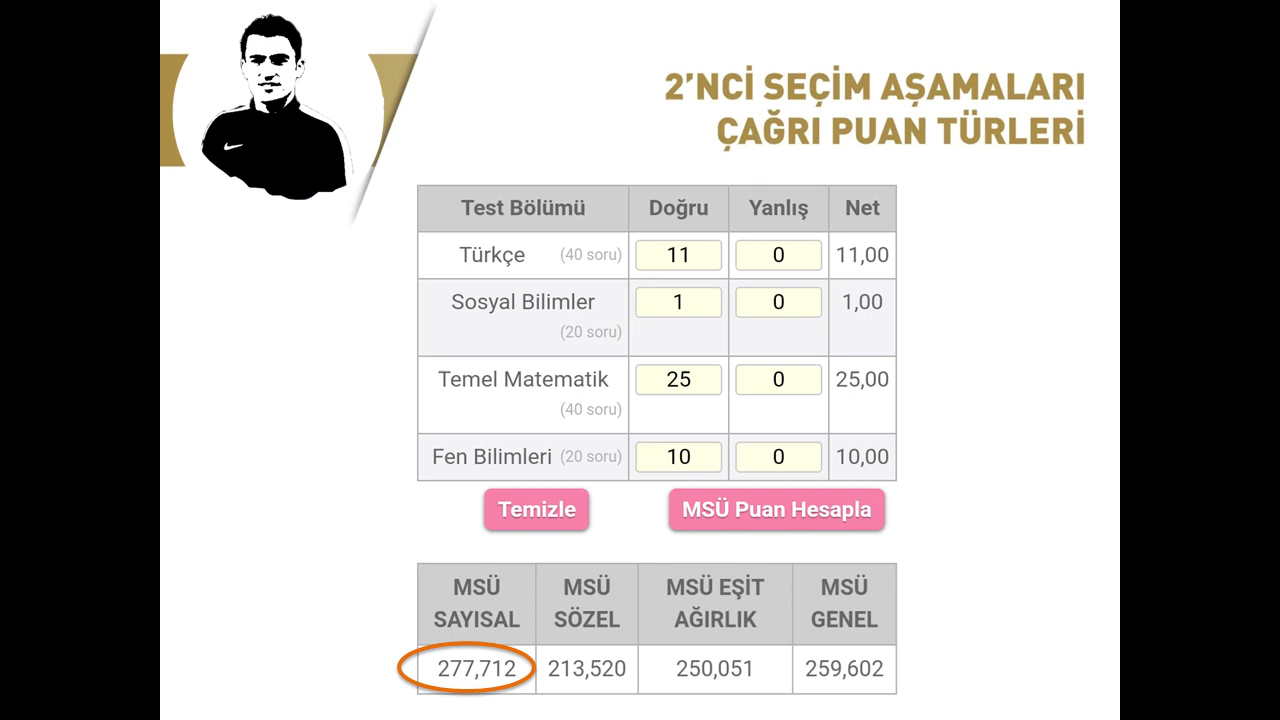 2'NCİ SEÇİM AŞAMALARI
ÇAĞRI PUAN TÜRLERİ
Test Bölümü Doğru Yanlış Net
Türkçe (40 soru) 11 0 11,00
Sosyal Bilimler 1 0 1,00
(20 soru)
Temel Matematik 25 0 25,00
(40 soru)
Fen Bilimleri (20 soru) 10 0 10,00
Temizle MSÜ Puan Hesapla
MSÜ MSÜ MSÜ EŞİT MSÜ
SAYISAL SÖZEL AĞIRLIK GENEL
277,712 213,520 250,051 259,602